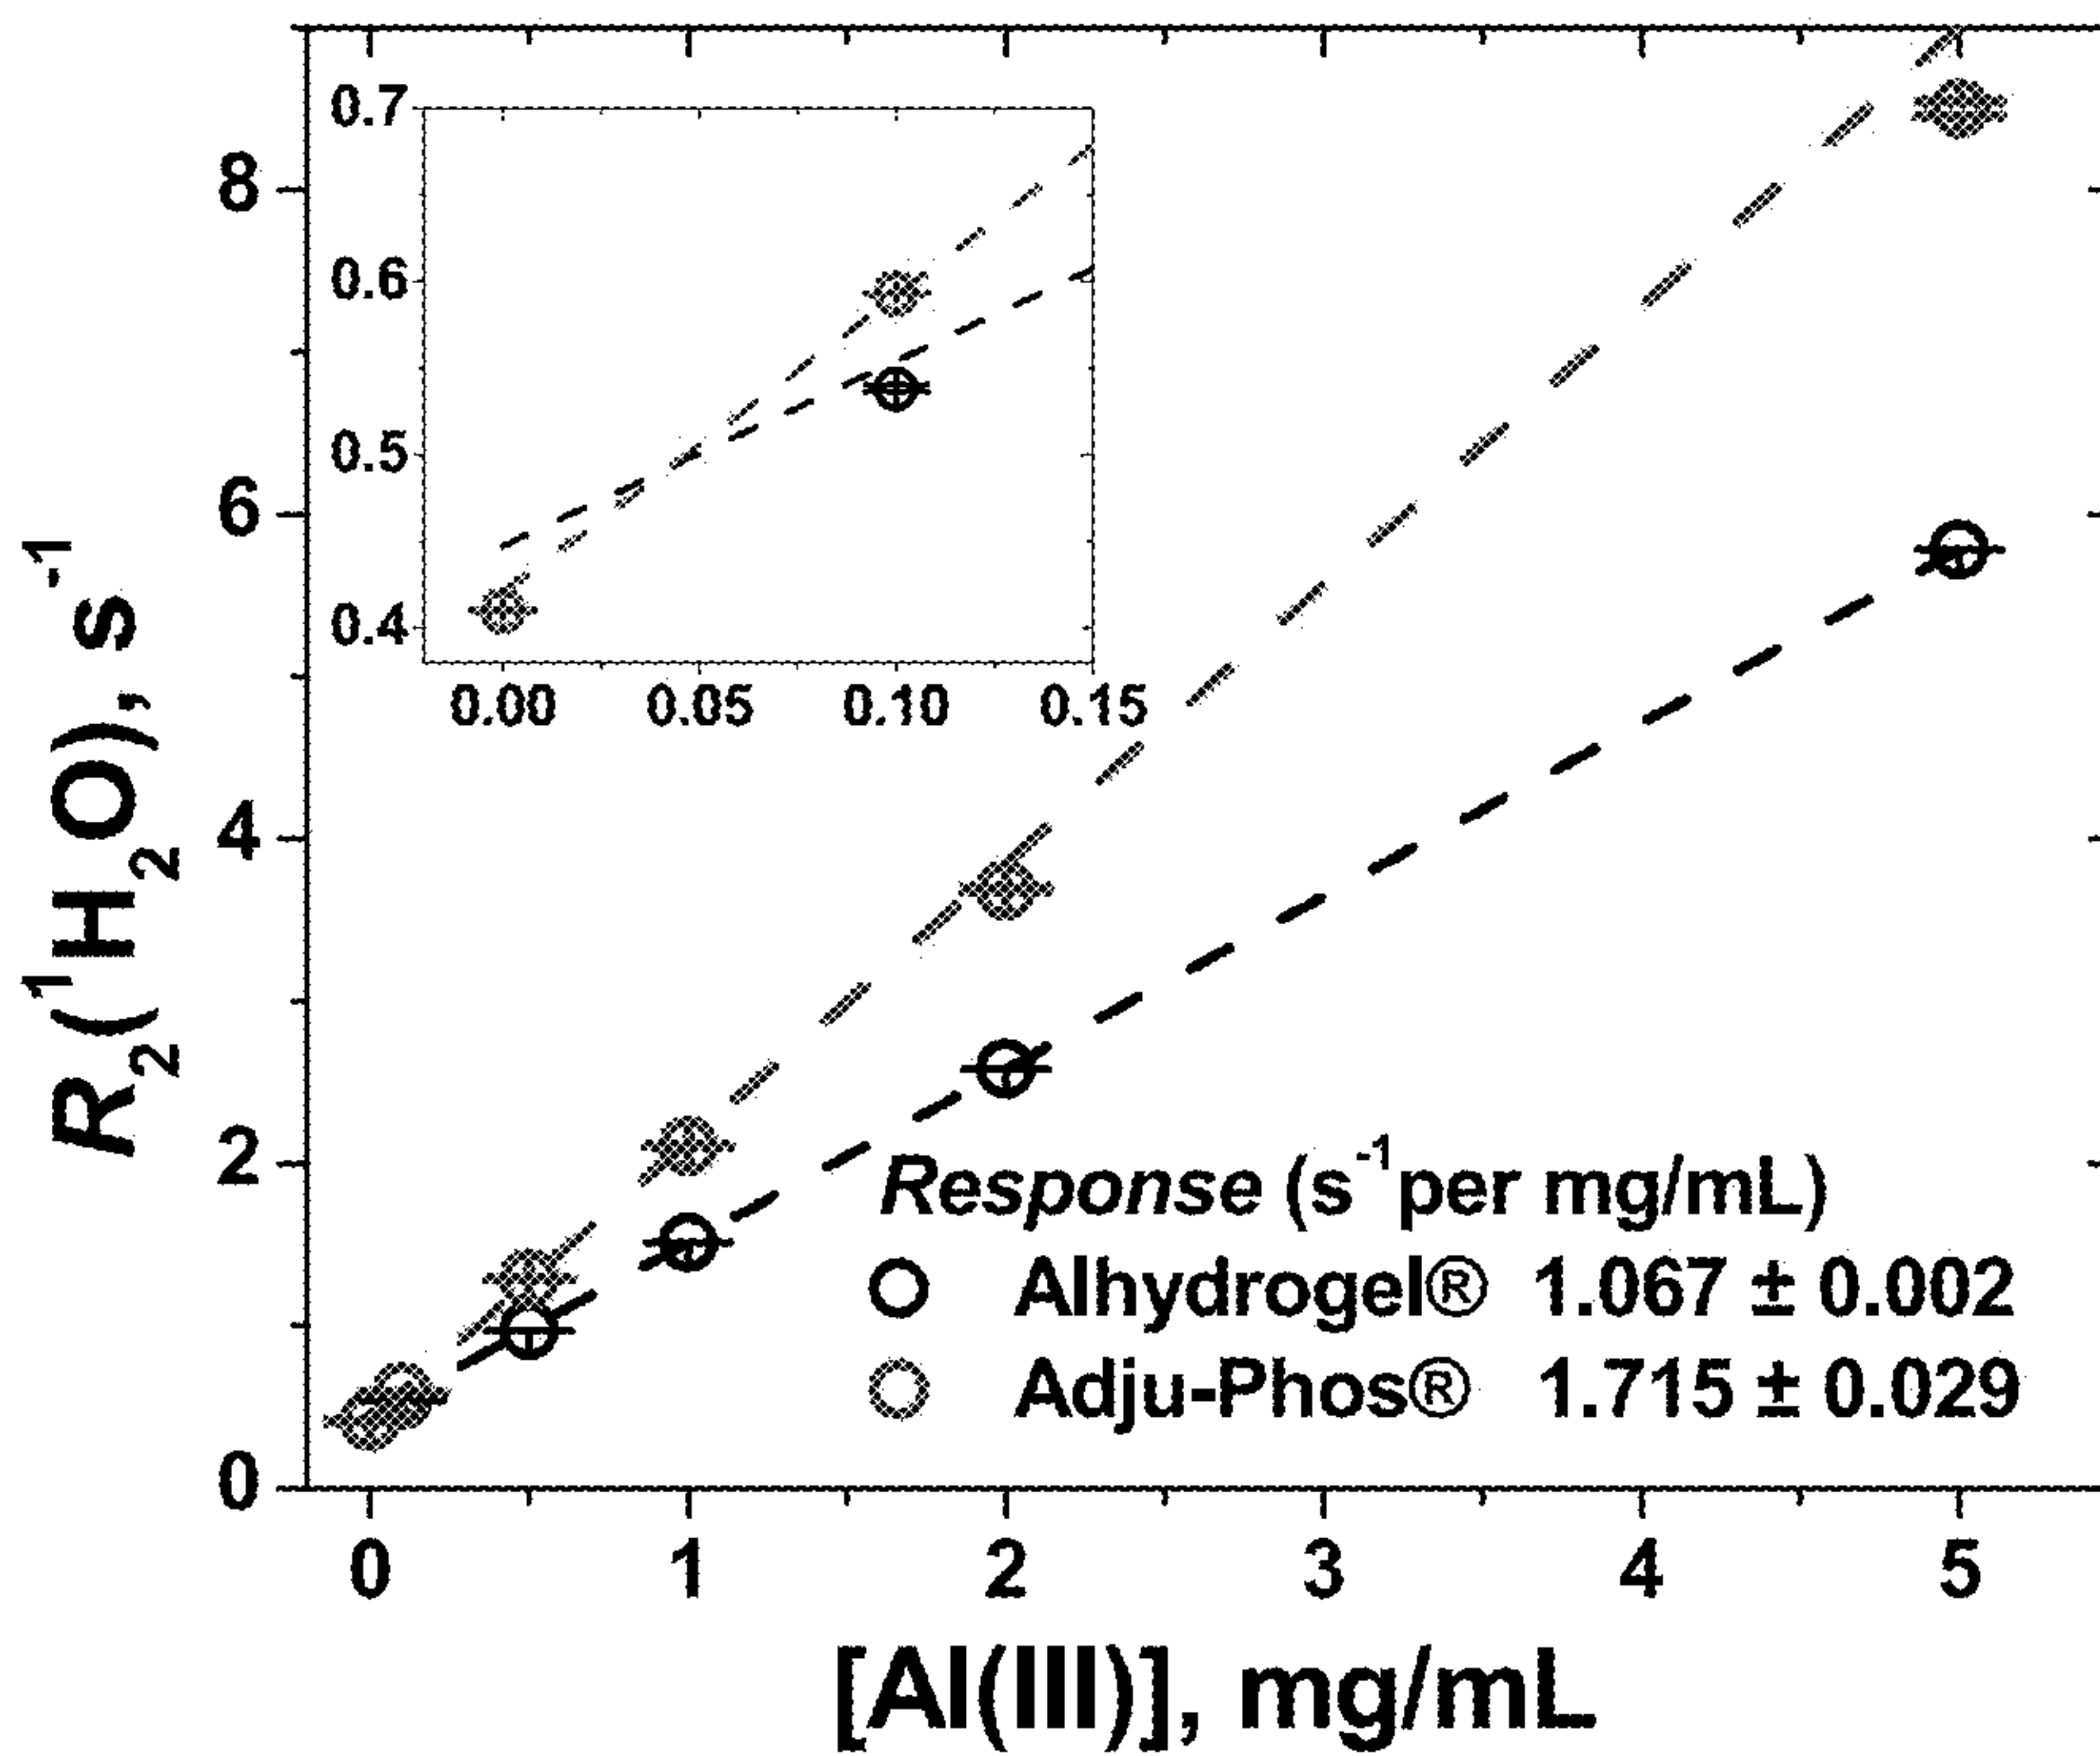 R2(1H2O), s-1
8
6
4
2
0
0.7
0.6
0.5
0.4
0.00 0.05 0.10 0.15
Response (s-1 per mg/mL)
Alhydrogel® 1.067 ± 0.002
Adju-Phos® 1.715 ± 0.029
0 1 2 3 4 5
[Al(III)], mg/mL